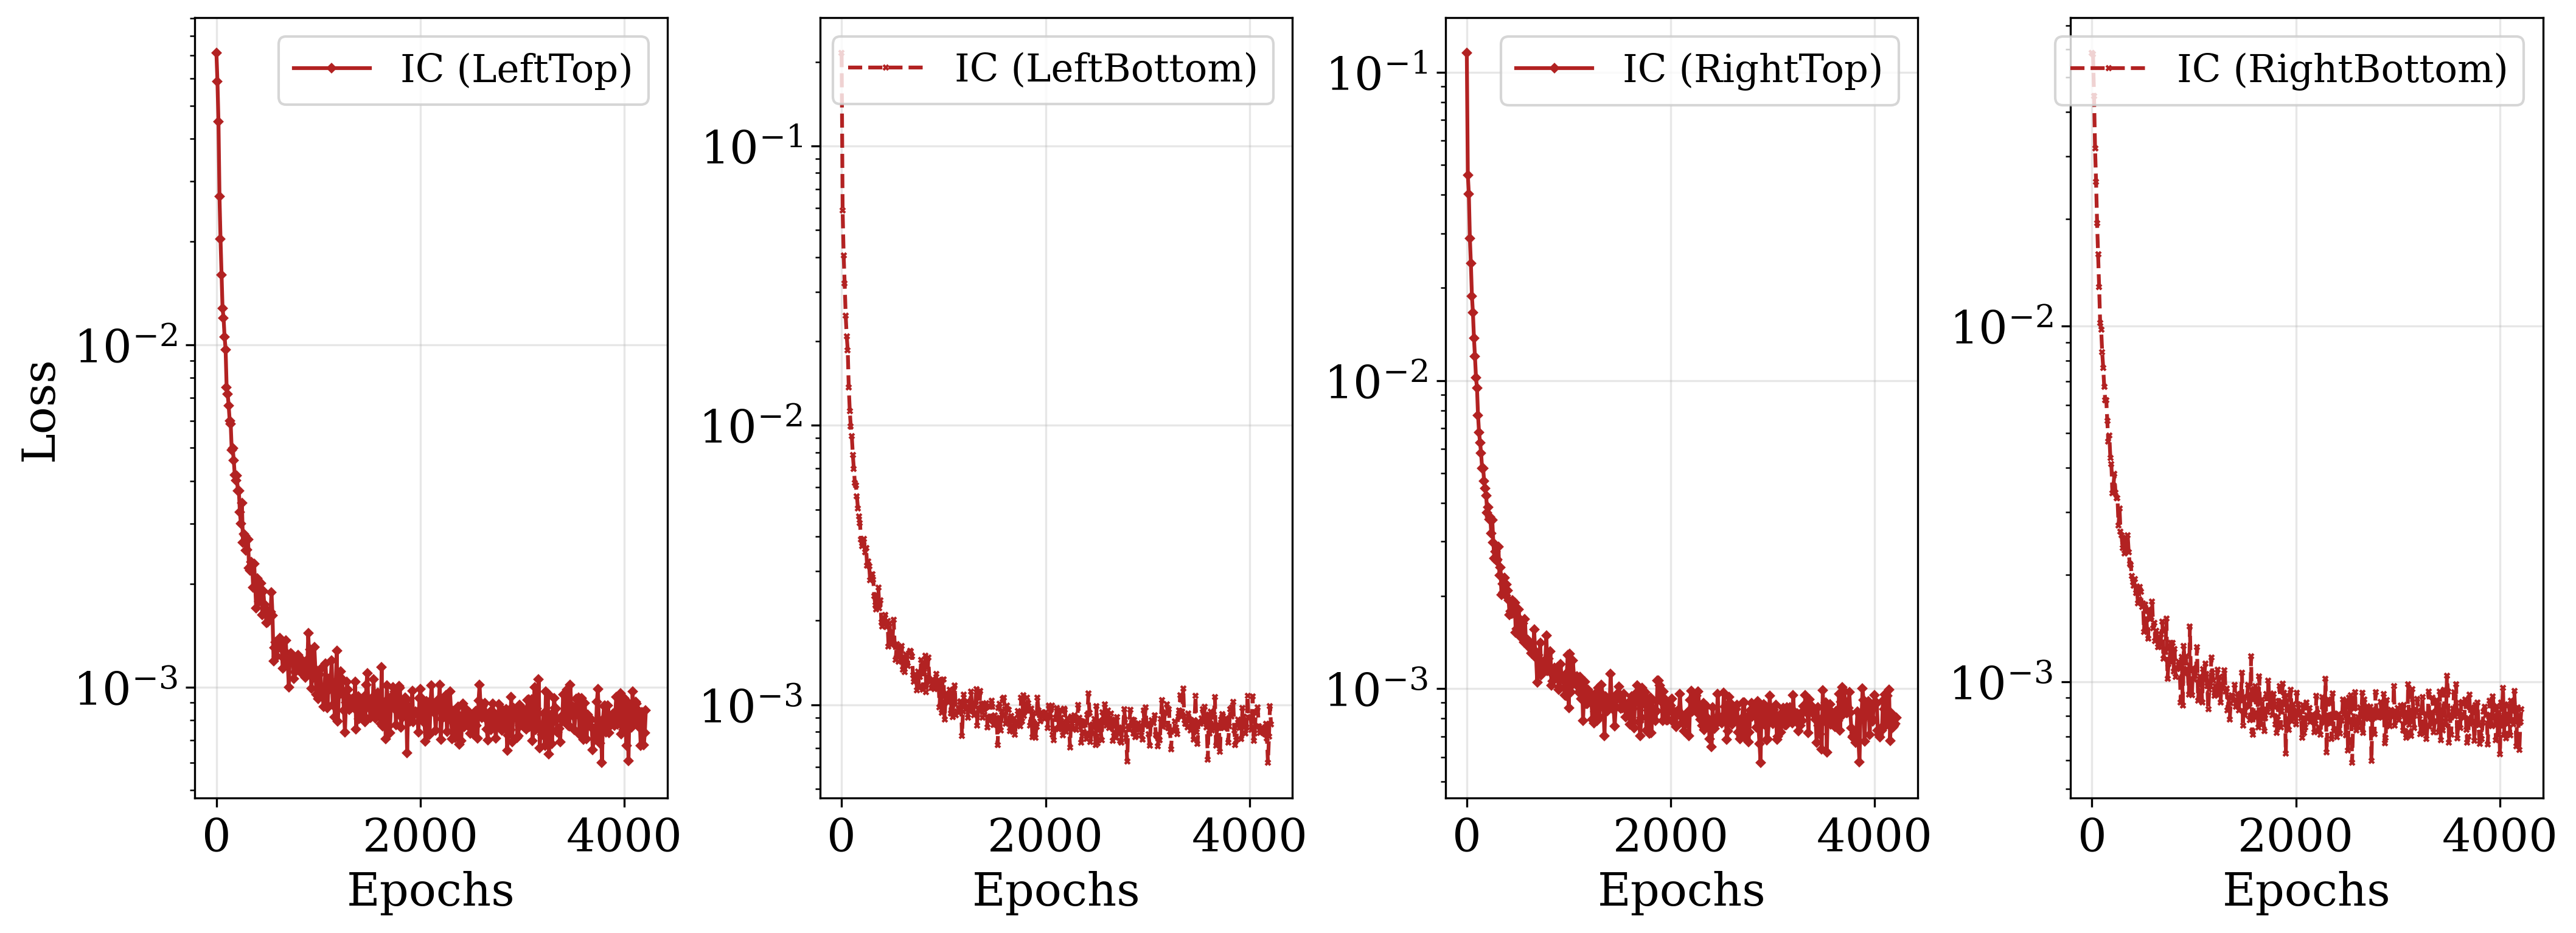 Loss
IC (LeftTop)
10⁻²
10⁻³
0 2000 4000
Epochs
IC (LeftBottom)
10⁻¹
10⁻²
10⁻³
0 2000 4000
Epochs
IC (RightTop)
10⁻¹
10⁻²
10⁻³
0 2000 4000
Epochs
IC (RightBottom)
10⁻²
10⁻³
0 2000 4000
Epochs